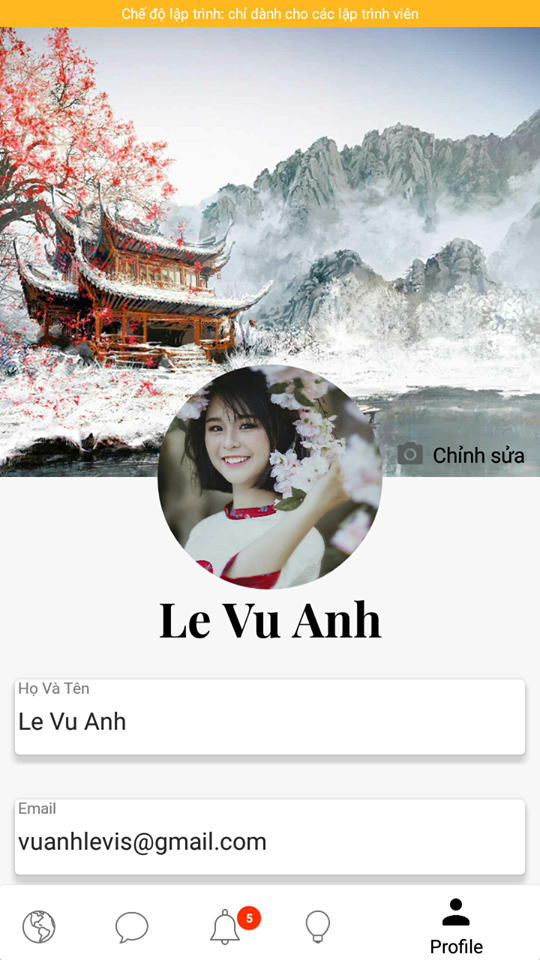 Chế độ lập trình: chỉ dành cho các lập trình viên
Chỉnh sửa
Le Vu Anh
Họ Và Tên
Le Vu Anh
Email
vuanhlevis@gmail.com
5
Profile